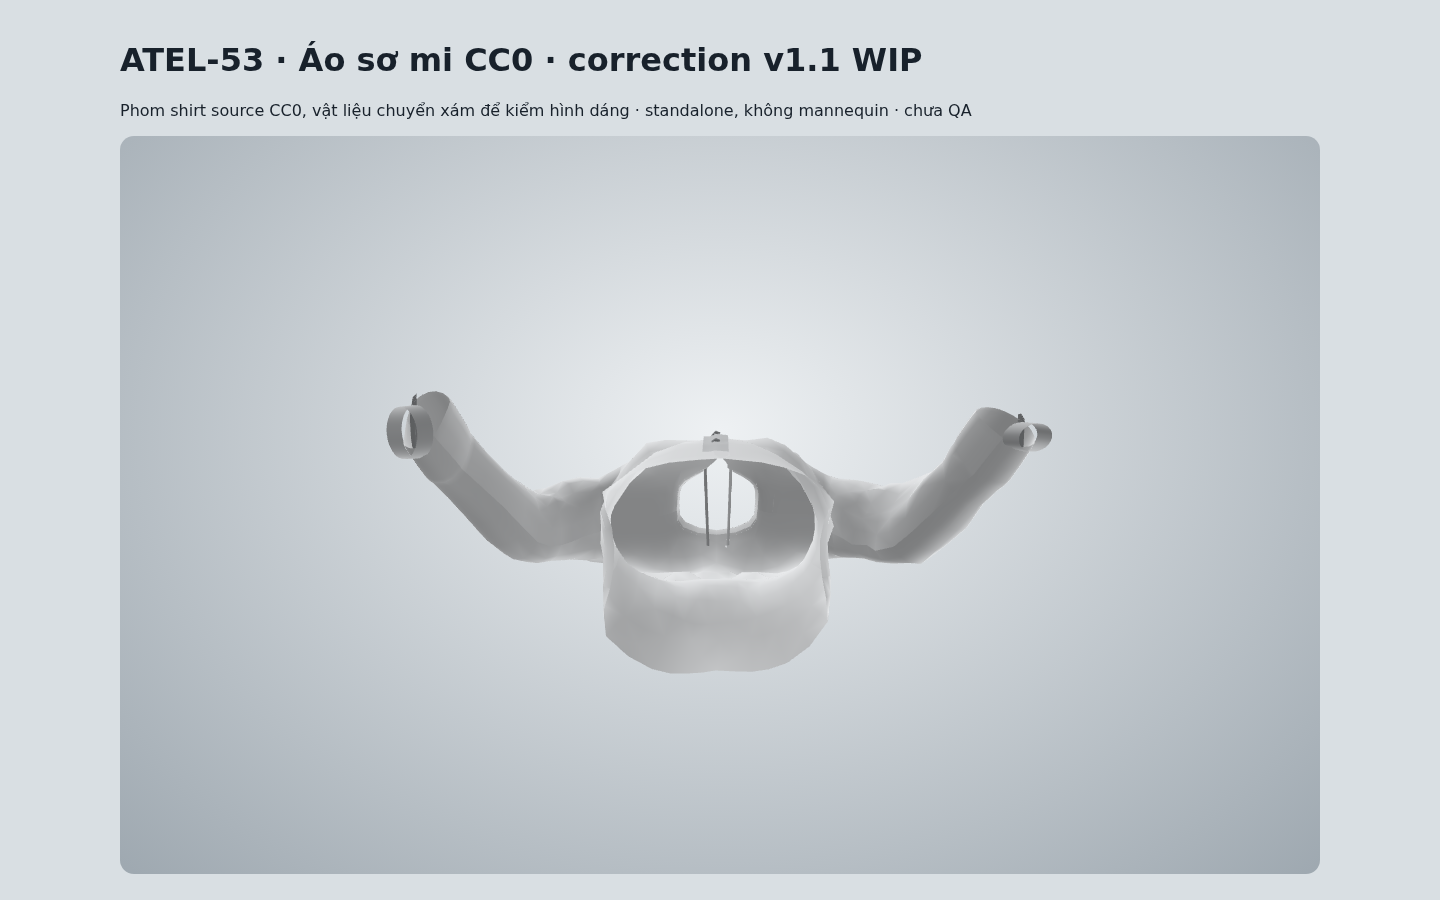 ATEL-53 · Áo sơ mi CC0 · correction v1.1 WIP
Phom shirt source CC0, vật liệu chuyển xám để kiểm hình dáng · standalone, không mannequin · chưa QA